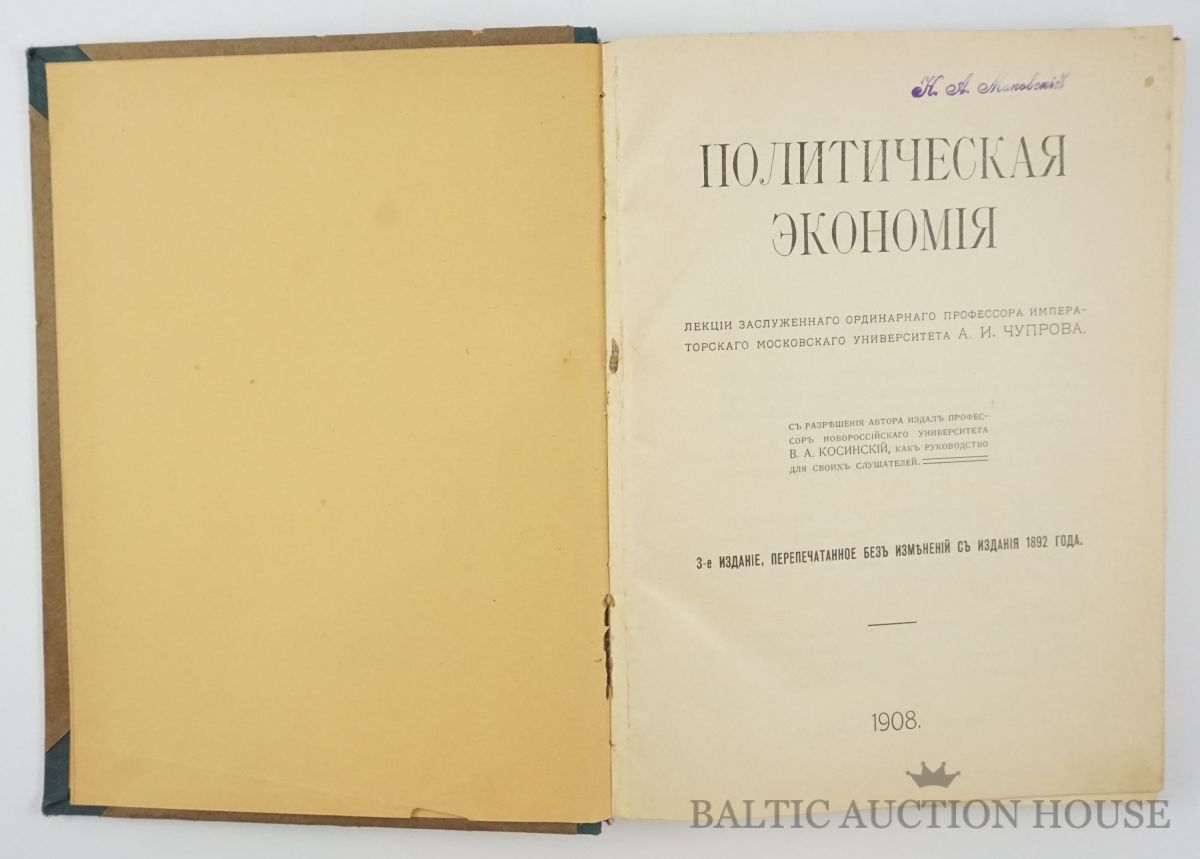 Н. А. Маковскій
ПОЛИТИЧЕСКАЯ
ЭКОНОМІЯ
ЛЕКЦІИ ЗАСЛУЖЕННАГО ОРДИНАРНАГО ПРОФЕССОРА ИМПЕРА-
ТОРСКАГО МОСКОВСКАГО УНИВЕРСИТЕТА А. И. ЧУПРОВА.
СЪ РАЗРѢШЕНІЯ АВТОРА ИЗДАЛЪ ПРОФЕС-
СОРЪ НОВОРОССІЙСКАГО УНИВЕРСИТЕТА
В. А. КОСИНСКІЙ, КАКЪ РУКОВОДСТВО
ДЛЯ СВОИХЪ СЛУШАТЕЛЕЙ.
3-е ИЗДАНІЕ, ПЕРЕПЕЧАТАННОЕ БЕЗЪ ИЗМѢНЕНІЙ СЪ ИЗДАНІЯ 1892 ГОДА.
1908.
BALTIC AUCTION HOUSE